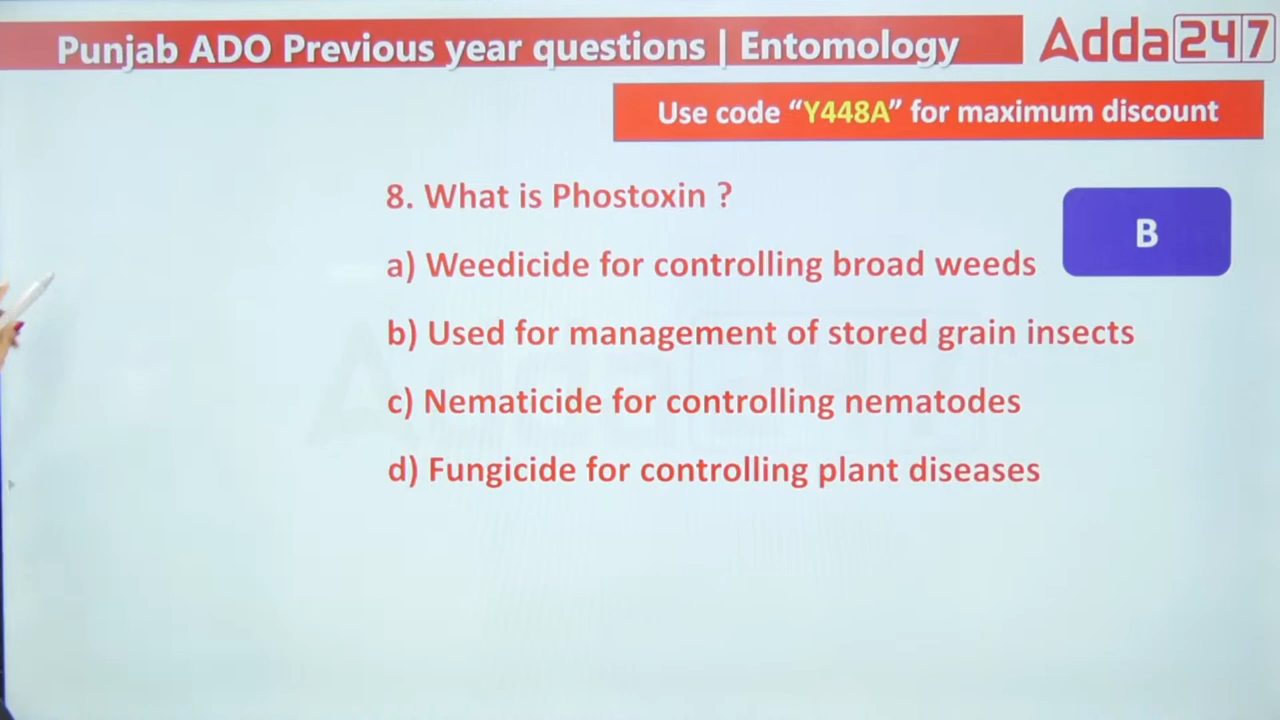 Punjab ADO Previous year questions | Entomology
Adda247
Use code “Y448A” for maximum discount
8. What is Phostoxin ?
B
a) Weedicide for controlling broad weeds
b) Used for management of stored grain insects
c) Nematicide for controlling nematodes
d) Fungicide for controlling plant diseases
Adda247